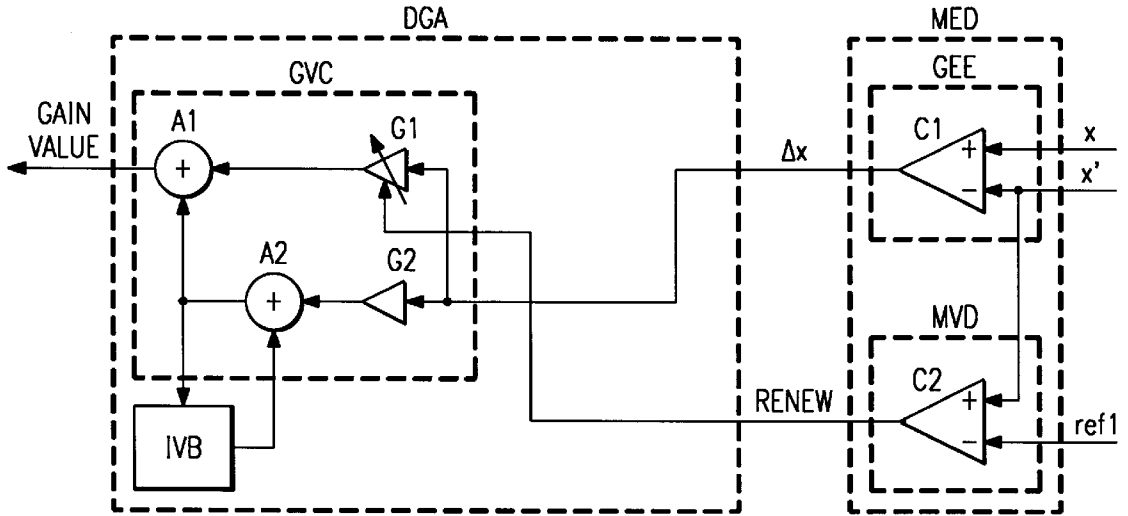 DGA
MED
GVC
GEE
GAIN
VALUE
A1
G1
C1
+
+
−
x
x'
Δx
A2
G2
+
MVD
C2
+
−
RENEW
ref1
IVB